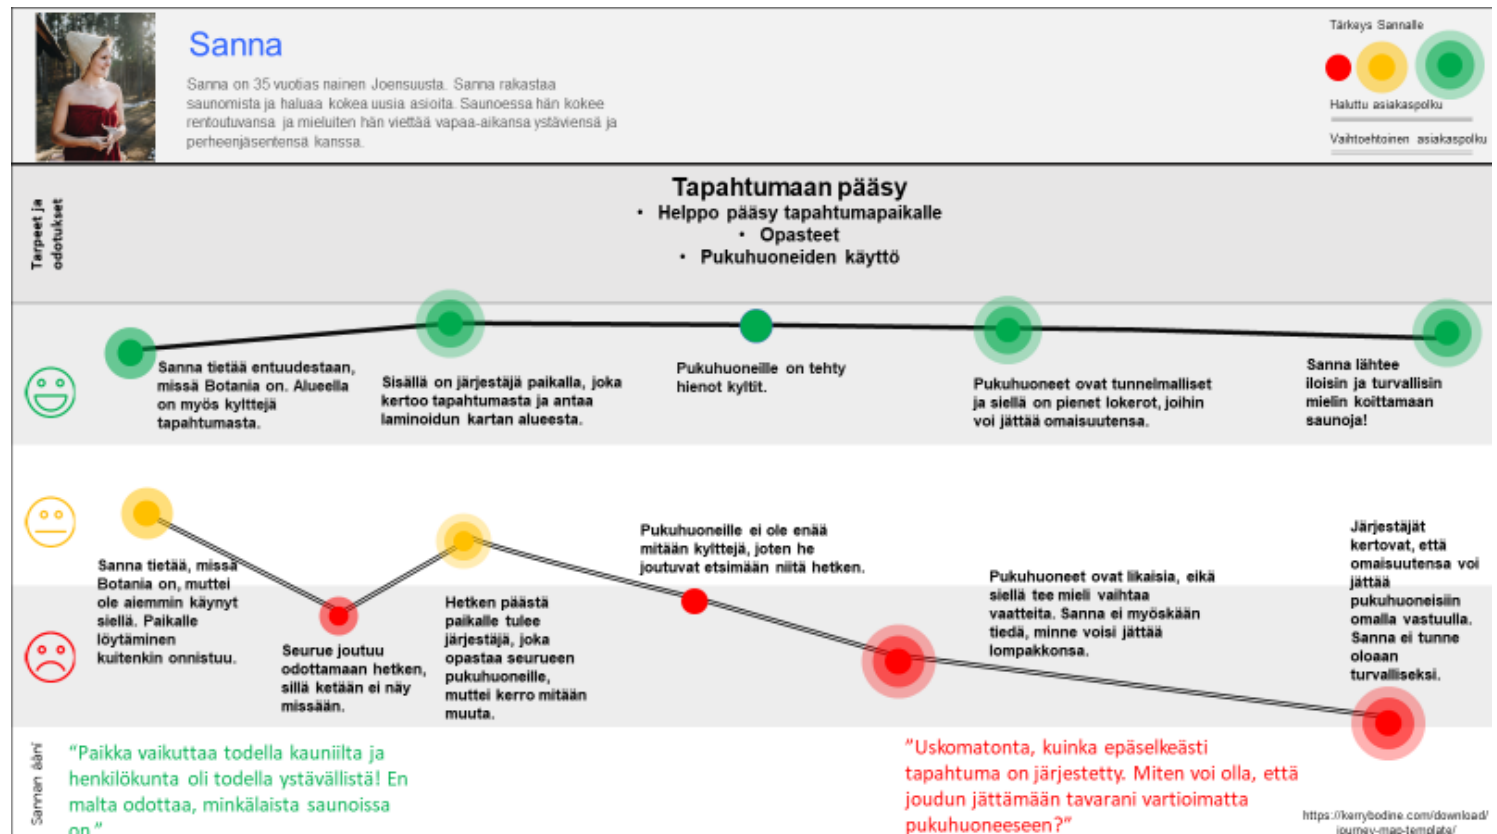 Sanna
Sanna on 35 vuotias nainen Joensuusta. Sanna rakastaa
saunomista ja haluaa kokea uusia asioita. Saunoessa hän kokee
rentoutuvansa ja mieluiten hän viettää vapaa-aikansa ystäviensä ja
perheenjäsentensä kanssa.
Tärkeys Sannalle
Haluttu asiakaspolku
Vaihtoehtoinen asiakaspolku
Tarpeet ja
odotukset
Tapahtumaan pääsy
• Helppo pääsy tapahtumapaikalle
• Opasteet
• Pukuhuoneiden käyttö
Sanna tietää entuudestaan,
missä Botania on. Alueella
on myös kylttejä
tapahtumasta.
Sisällä on järjestäjä paikalla, joka
kertoo tapahtumasta ja antaa
laminoidun kartan alueesta.
Pukuhuoneille on tehty
hienot kyltit.
Pukuhuoneet ovat tunnelmalliset
ja siellä on pienet lokerot, joihin
voi jättää omaisuutensa.
Sanna lähtee
iloisin ja turvallisin
mielin koittamaan
saunoja!
Sanna tietää, missä
Botania on, muttei
ole aiemmin käynyt
siellä. Paikalle
löytäminen
kuitenkin onnistuu.
Seurue joutuu
odottamaan hetken,
sillä ketään ei näy
missään.
Hetken päästä
paikalle tulee
järjestäjä, joka
opastaa seurueen
pukuhuoneille,
muttei kerro mitään
muuta.
Pukuhuoneille ei ole enää
mitään kylttejä, joten he
joutuvat etsimään niitä hetken.
Pukuhuoneet ovat likaisia, eikä
siellä tee mieli vaihtaa
vaatteita. Sanna ei myöskään
tiedä, minne voisi jättää
lompakkonsa.
Järjestäjät
kertovat, että
omaisuutensa voi
jättää
pukuhuoneisiin
omalla vastuulla.
Sanna ei tunne
oloaan
turvalliseksi.
Sannan ääni
"Paikka vaikuttaa todella kauniilta ja
henkilökunta oli todella ystävällistä! En
malta odottaa, minkälaista saunoissa
on."
"Uskomatonta, kuinka epäselkeästi
tapahtuma on järjestetty. Miten voi olla, että
joudun jättämään tavarani vartioimatta
pukuhuoneeseen?"
https://kerrybodine.com/download/
journey-map-template/